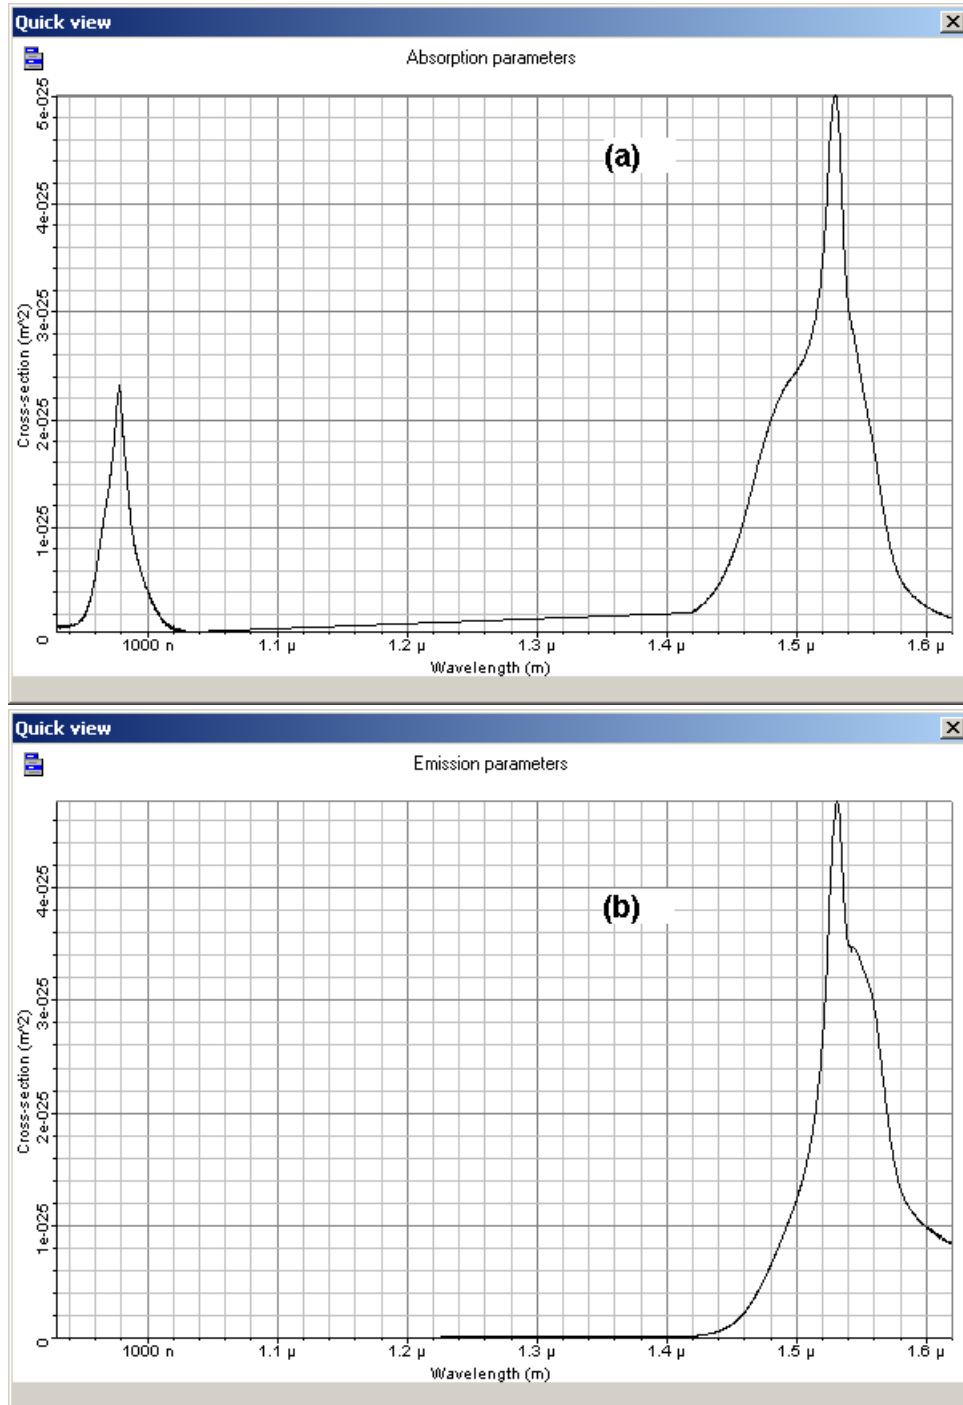 Quick view
Absorption parameters
(a)
5e-025
4e-025
3e-025
2e-025
1e-025
0
Cross-section (m^2)
1000 n 1.1 µ 1.2 µ 1.3 µ 1.4 µ 1.5 µ 1.6 µ
Wavelength (m)
Quick view
Emission parameters
(b)
4e-025
3e-025
2e-025
1e-025
0
Cross-section (m^2)
1000 n 1.1 µ 1.2 µ 1.3 µ 1.4 µ 1.5 µ 1.6 µ
Wavelength (m)